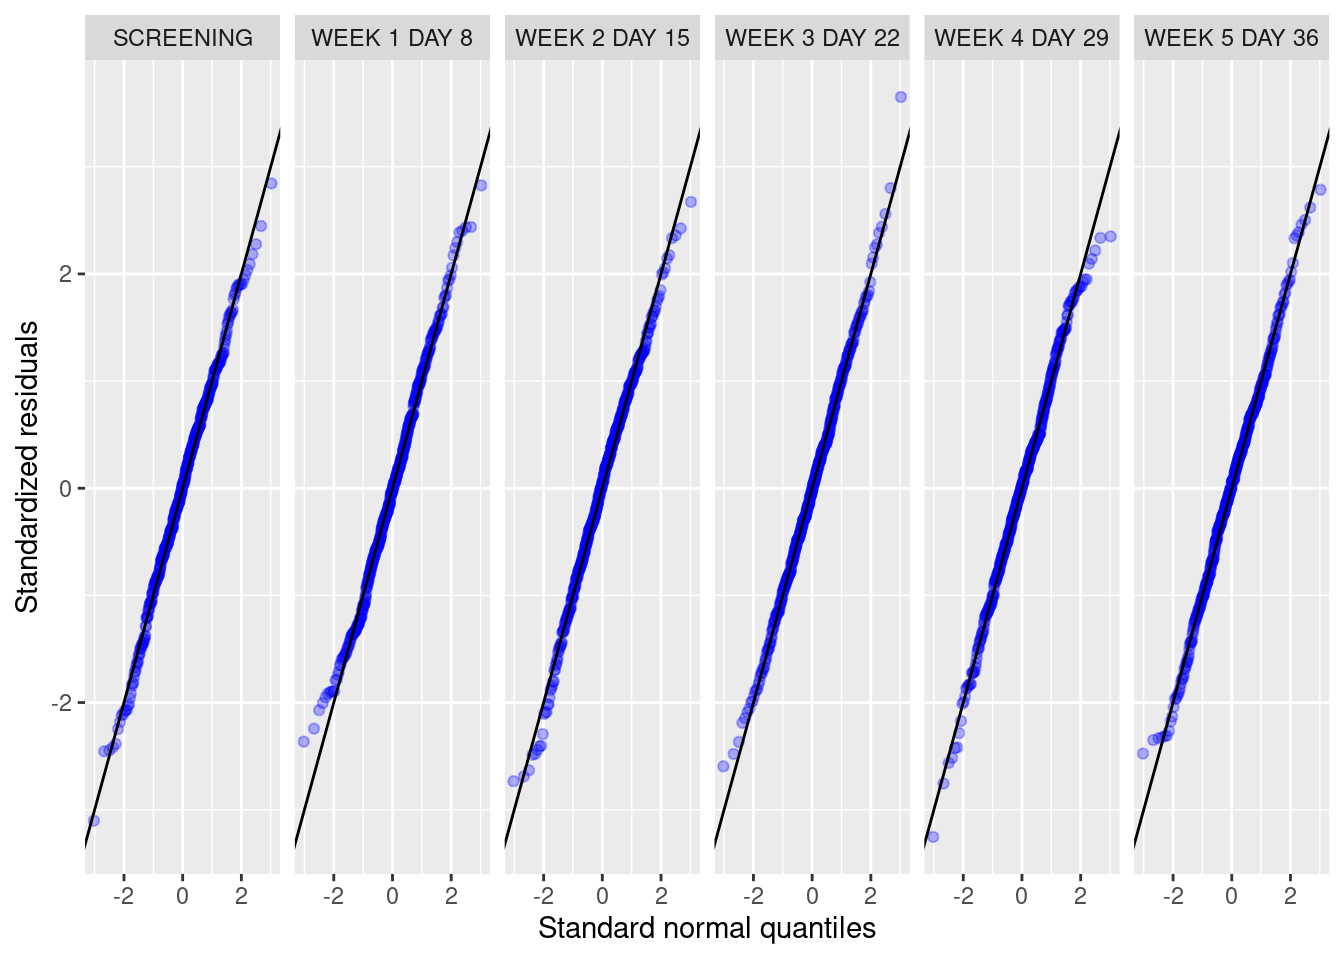 SCREENING
WEEK 1 DAY 8
WEEK 2 DAY 15
WEEK 3 DAY 22
WEEK 4 DAY 29
WEEK 5 DAY 36
Standardized residuals
2
0
-2
-2 0 2
-2 0 2
-2 0 2
-2 0 2
-2 0 2
-2 0 2
Standard normal quantiles